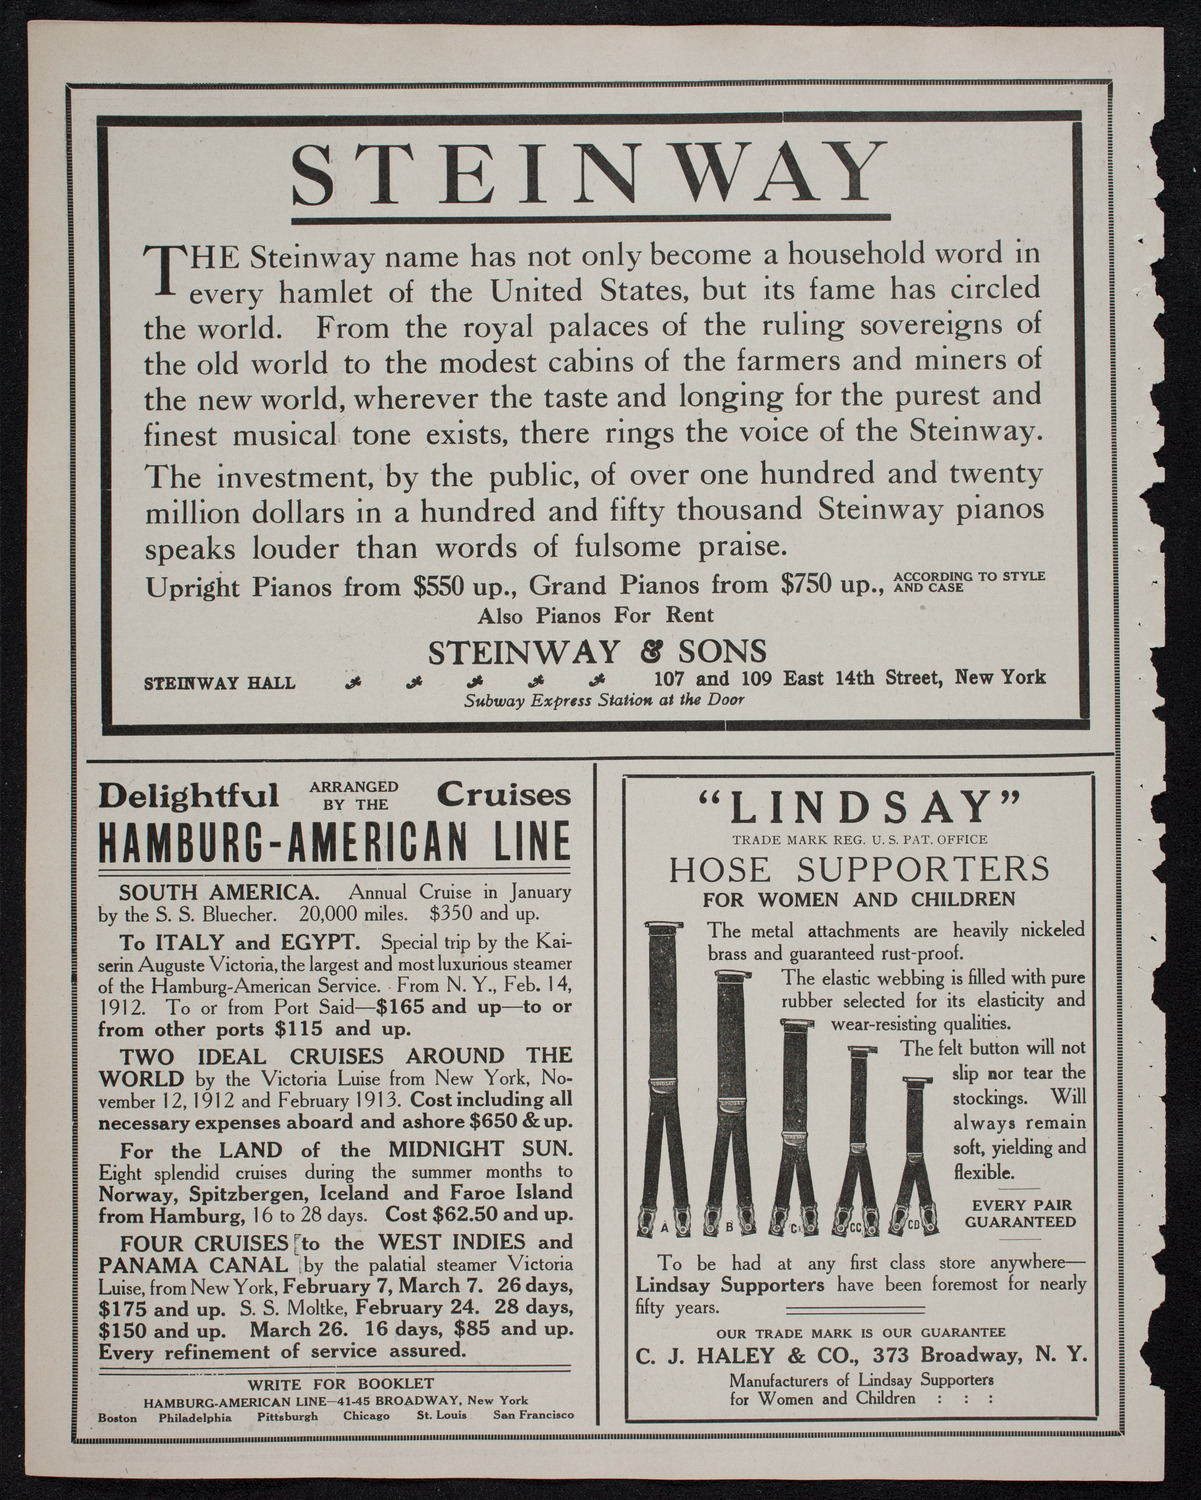 STEINWAY
THE Steinway name has not only become a household word in
every hamlet of the United States, but its fame has circled
the world. From the royal palaces of the ruling sovereigns of
the old world to the modest cabins of the farmers and miners of
the new world, wherever the taste and longing for the purest and
finest musical tone exists, there rings the voice of the Steinway.
The investment, by the public, of over one hundred and twenty
million dollars in a hundred and fifty thousand Steinway pianos
speaks louder than words of fulsome praise.
Upright Pianos from $550 up., Grand Pianos from $750 up., ACCORDING TO STYLE
AND CASE
Also Pianos For Rent
STEINWAY & SONS
STEINWAY HALL 107 and 109 East 14th Street, New York
Subway Express Station at the Door
Delightful ARRANGED BY THE Cruises
HAMBURG-AMERICAN LINE
SOUTH AMERICA. Annual Cruise in January
by the S. S. Bluecher. 20,000 miles. $350 and up.
To ITALY and EGYPT. Special trip by the Kai-
serin Auguste Victoria, the largest and most luxurious steamer
of the Hamburg-American Service. From N. Y., Feb. 14,
1912. To or from Port Said—$165 and up—to or
from other ports $115 and up.
TWO IDEAL CRUISES AROUND THE
WORLD by the Victoria Luise from New York, No-
vember 12, 1912 and February 1913. Cost including all
necessary expenses aboard and ashore $650 & up.
For the LAND of the MIDNIGHT SUN.
Eight splendid cruises during the summer months to
Norway, Spitzbergen, Iceland and Faroe Island
from Hamburg, 16 to 28 days. Cost $62.50 and up.
FOUR CRUISES to the WEST INDIES and
PANAMA CANAL by the palatial steamer Victoria
Luise, from New York, February 7, March 7. 26 days,
$175 and up. S. S. Moltke, February 24. 28 days,
$150 and up. March 26. 16 days, $85 and up.
Every refinement of service assured.
WRITE FOR BOOKLET
HAMBURG-AMERICAN LINE—41-45 BROADWAY, New York
Boston Philadelphia Pittsburgh Chicago St. Louis San Francisco
"LINDSAY"
TRADE MARK REG. U. S. PAT. OFFICE
HOSE SUPPORTERS
FOR WOMEN AND CHILDREN
The metal attachments are heavily nickeled
brass and guaranteed rust-proof.
The elastic webbing is filled with pure
rubber selected for its elasticity and
wear-resisting qualities.
The felt button will not
slip nor tear the
stockings. Will
always remain
soft, yielding and
flexible.
EVERY PAIR
GUARANTEED
A B C CC CD
To be had at any first class store anywhere—
Lindsay Supporters have been foremost for nearly
fifty years.
OUR TRADE MARK IS OUR GUARANTEE
C. J. HALEY & CO., 373 Broadway, N. Y.
Manufacturers of Lindsay Supporters
for Women and Children : : :